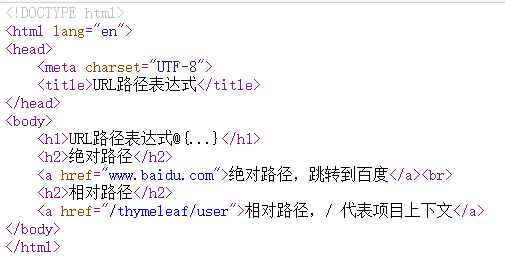 <!DOCTYPE html>
<html lang="en">
<head>
    <meta charset="UTF-8">
    <title>URL路径表达式</title>
</head>
<body>
    <h1>URL路径表达式@{...}</h1>
    <h2>绝对路径</h2>
    <a href="www.baidu.com">绝对路径，跳转到百度</a><br>
    <h2>相对路径</h2>
    <a href="/thymeleaf/user">相对路径，/ 代表项目上下文</a>
</body>
</html>